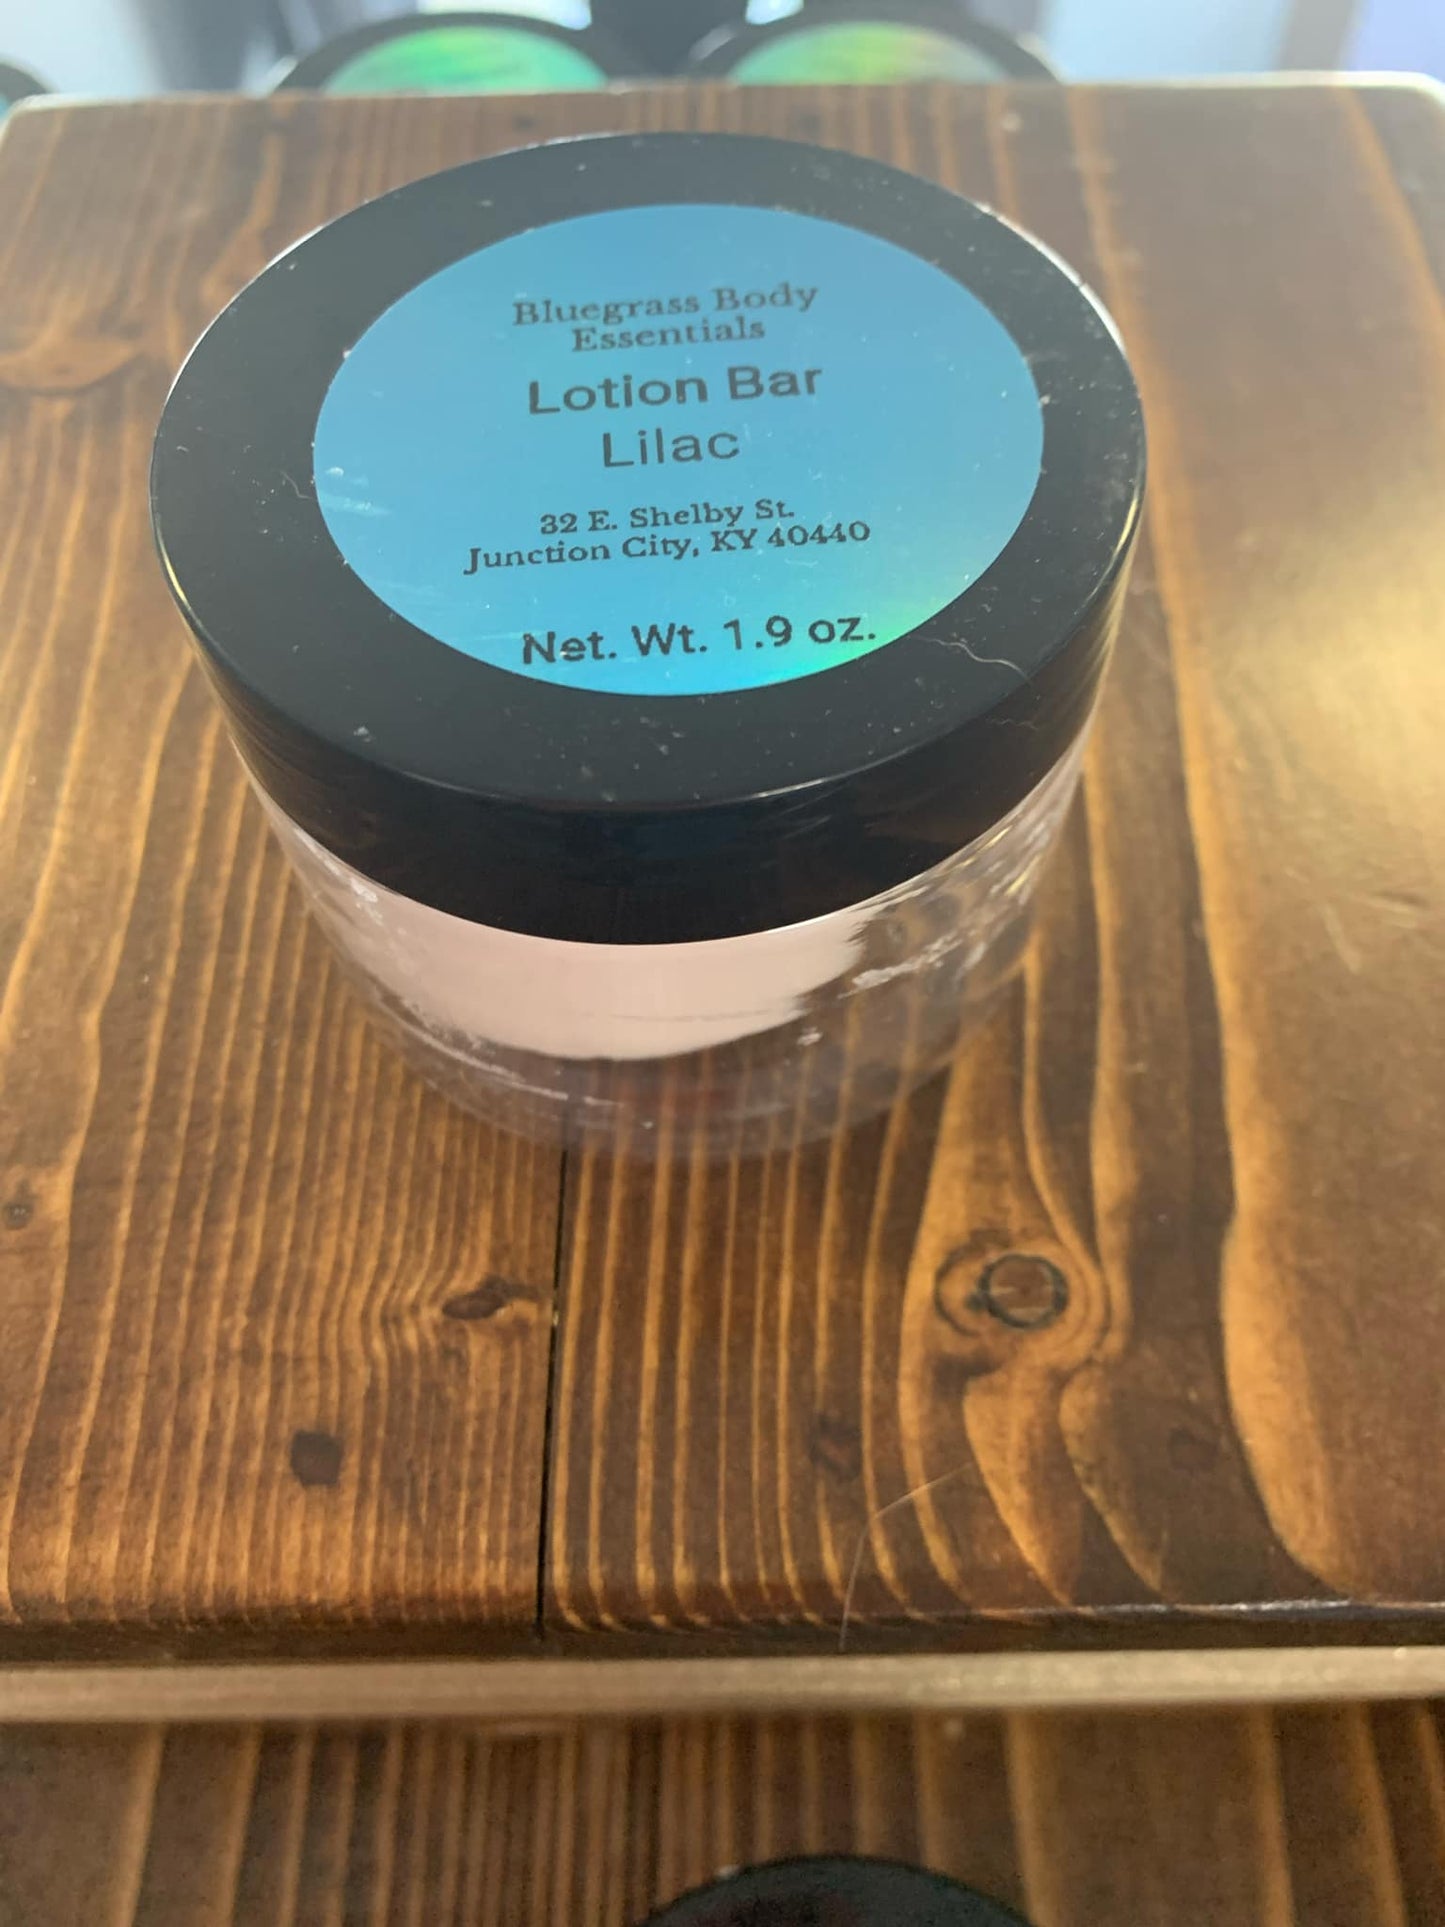 Bluegrass Body
Essentials
Lotion Bar
Lilac
32 E. Shelby St.
Junction City, KY 40440
Net. Wt. 1.9 oz.